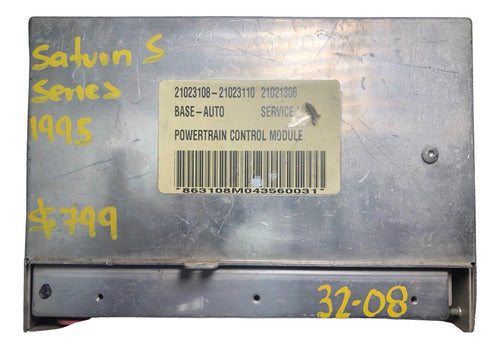 Saturn S
Series
1995
$799
21023108-21023110 21021306
BASE-AUTO SERVICE
POWERTRAIN CONTROL MODULE
*863108M043560031*
32-08